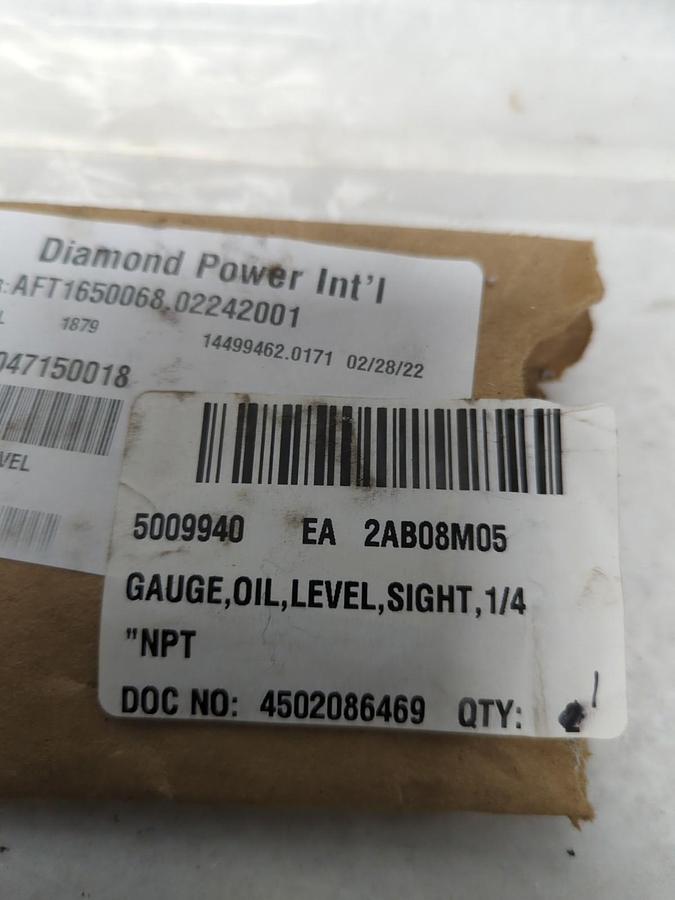 Diamond Power Int'l
:AFT1650068.02242001
1879
14499462.0171 02/28/22
047150018
VEL
5009940 EA 2AB08M05
GAUGE,OIL,LEVEL,SIGHT,1/4
"NPT
DOC NO: 4502086469 QTY: 1